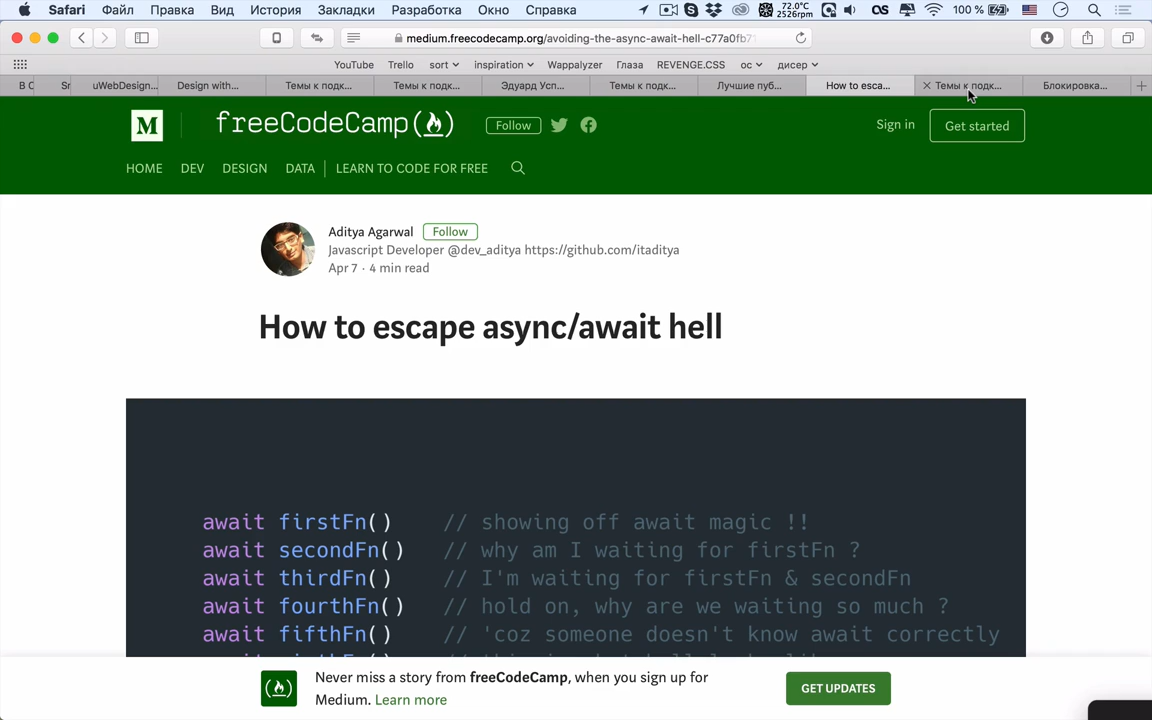 Safari Файл Правка Вид История Закладки Разработка Окно Справка 72.0°C 2526rpm 100 %
medium.freecodecamp.org/avoiding-the-async-await-hell-c77a0fb7
YouTube Trello sort inspiration Wappalyzer Глаза REVENGE.CSS ос дисер
В С Sr uWebDesign... Design with... Темы к подк... Темы к подк... Эдуард Усп... Темы к подк... Лучшие пуб... How to esca... Темы к подк... Блокировка...
M freeCodeCamp Follow Sign in Get started
HOME DEV DESIGN DATA LEARN TO CODE FOR FREE
Aditya Agarwal Follow
Javascript Developer @dev_aditya https://github.com/itaditya
Apr 7 · 4 min read
How to escape async/await hell
await firstFn() // showing off await magic !!
await secondFn() // why am I waiting for firstFn ?
await thirdFn() // I'm waiting for firstFn & secondFn
await fourthFn() // hold on, why are we waiting so much ?
await fifthFn() // 'coz someone doesn't know await correctly
Never miss a story from freeCodeCamp, when you sign up for
Medium. Learn more
GET UPDATES